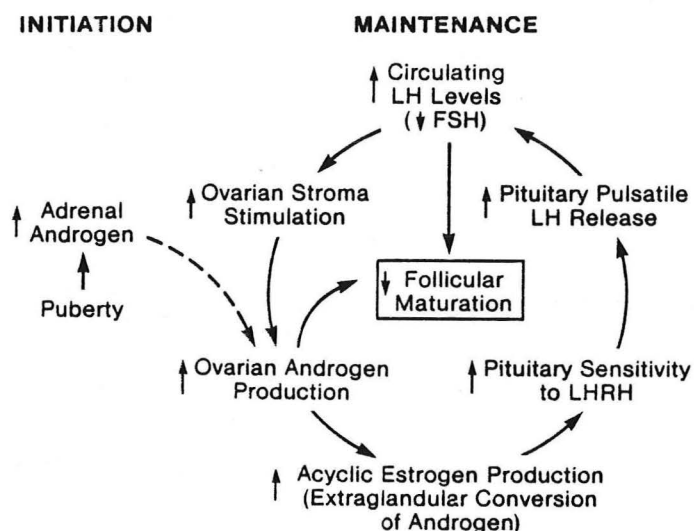 INITIATION
MAINTENANCE
↑ Circulating
LH Levels
(↓ FSH)
↑ Ovarian Stroma
Stimulation
↑ Pituitary Pulsatile
LH Release
↑ Adrenal
Androgen
Puberty
↓ Follicular
Maturation
↑ Ovarian Androgen
Production
↑ Pituitary Sensitivity
to LHRH
↑ Acyclic Estrogen Production
(Extraglandular Conversion
of Androgen)